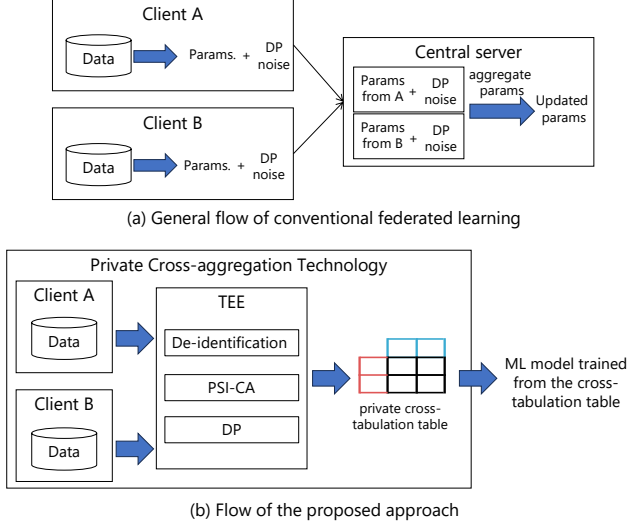 Client A
Data
Params. + DP
noise
Client B
Data
Params. + DP
noise
Central server
Params
from A + DP
noise
Params
from B + DP
noise
aggregate
params
Updated
params
(a) General flow of conventional federated learning
Private Cross-aggregation Technology
Client A
Data
Client B
Data
TEE
De-identification
PSI-CA
DP
private cross-
tabulation table
ML model trained
from the cross-
tabulation table
(b) Flow of the proposed approach